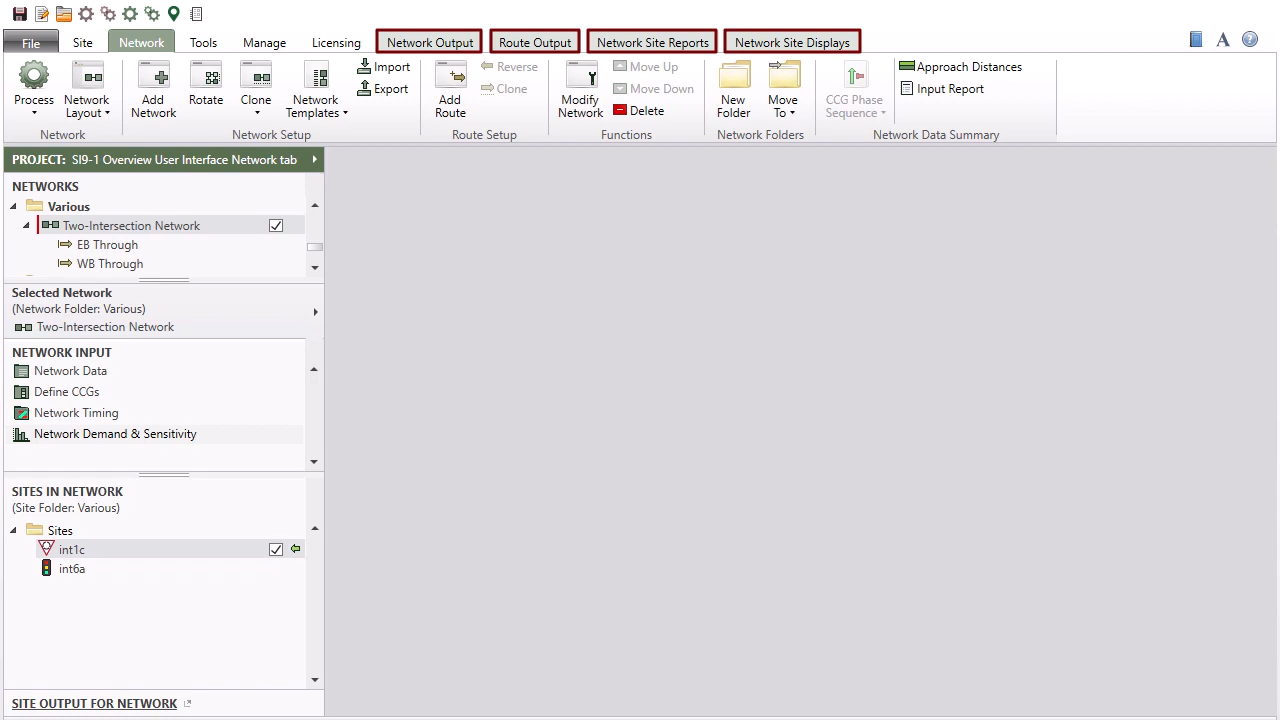 File Site Network Tools Manage Licensing Network Output Route Output Network Site Reports Network Site Displays A ?
Process
Network Layout
Network
Add Network
Rotate
Clone
Network Templates
Import
Export
Network Setup
Add Route
Reverse
Clone
Route Setup
Modify Network
Move Up
Move Down
Delete
Functions
New Folder
Move To
Network Folders
CCG Phase Sequence
Approach Distances
Input Report
Network Data Summary
PROJECT: SI9-1 Overview User Interface Network tab
NETWORKS
Various
Two-Intersection Network
EB Through
WB Through
Selected Network
(Network Folder: Various)
Two-Intersection Network
NETWORK INPUT
Network Data
Define CCGs
Network Timing
Network Demand & Sensitivity
SITES IN NETWORK
(Site Folder: Various)
Sites
int1c
int6a
SITE OUTPUT FOR NETWORK